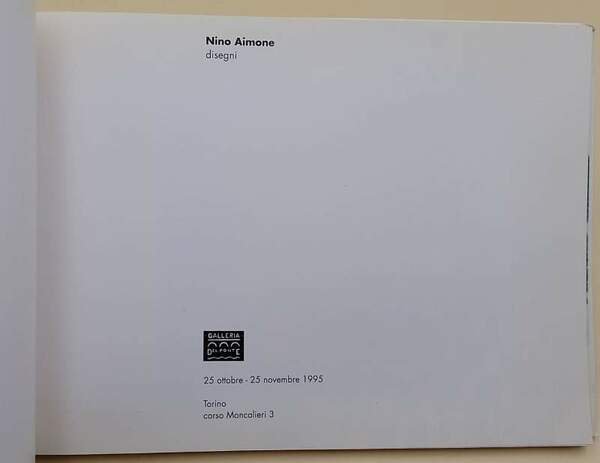 Nino Aimone
disegni
GALLERIA
DEL PONTE
25 ottobre - 25 novembre 1995
Torino
corso Moncalieri 3